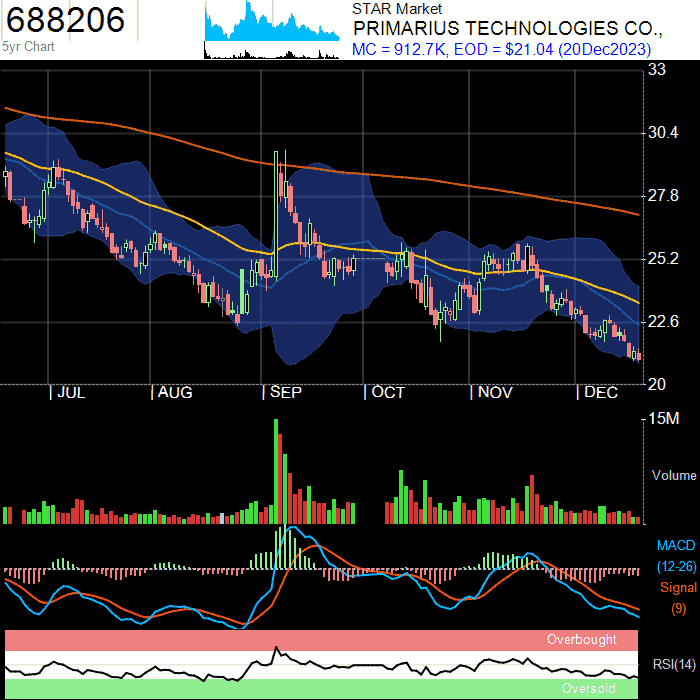 688206
5yr Chart
STAR Market
PRIMARIUS TECHNOLOGIES CO.,
MC = 912.7K, EOD = $21.04 (20Dec2023)
33
30.4
27.8
25.2
22.6
20
JUL
AUG
SEP
OCT
NOV
DEC
15M
Volume
MACD
(12-26)
Signal
(9)
Overbought
RSI(14)
Oversold